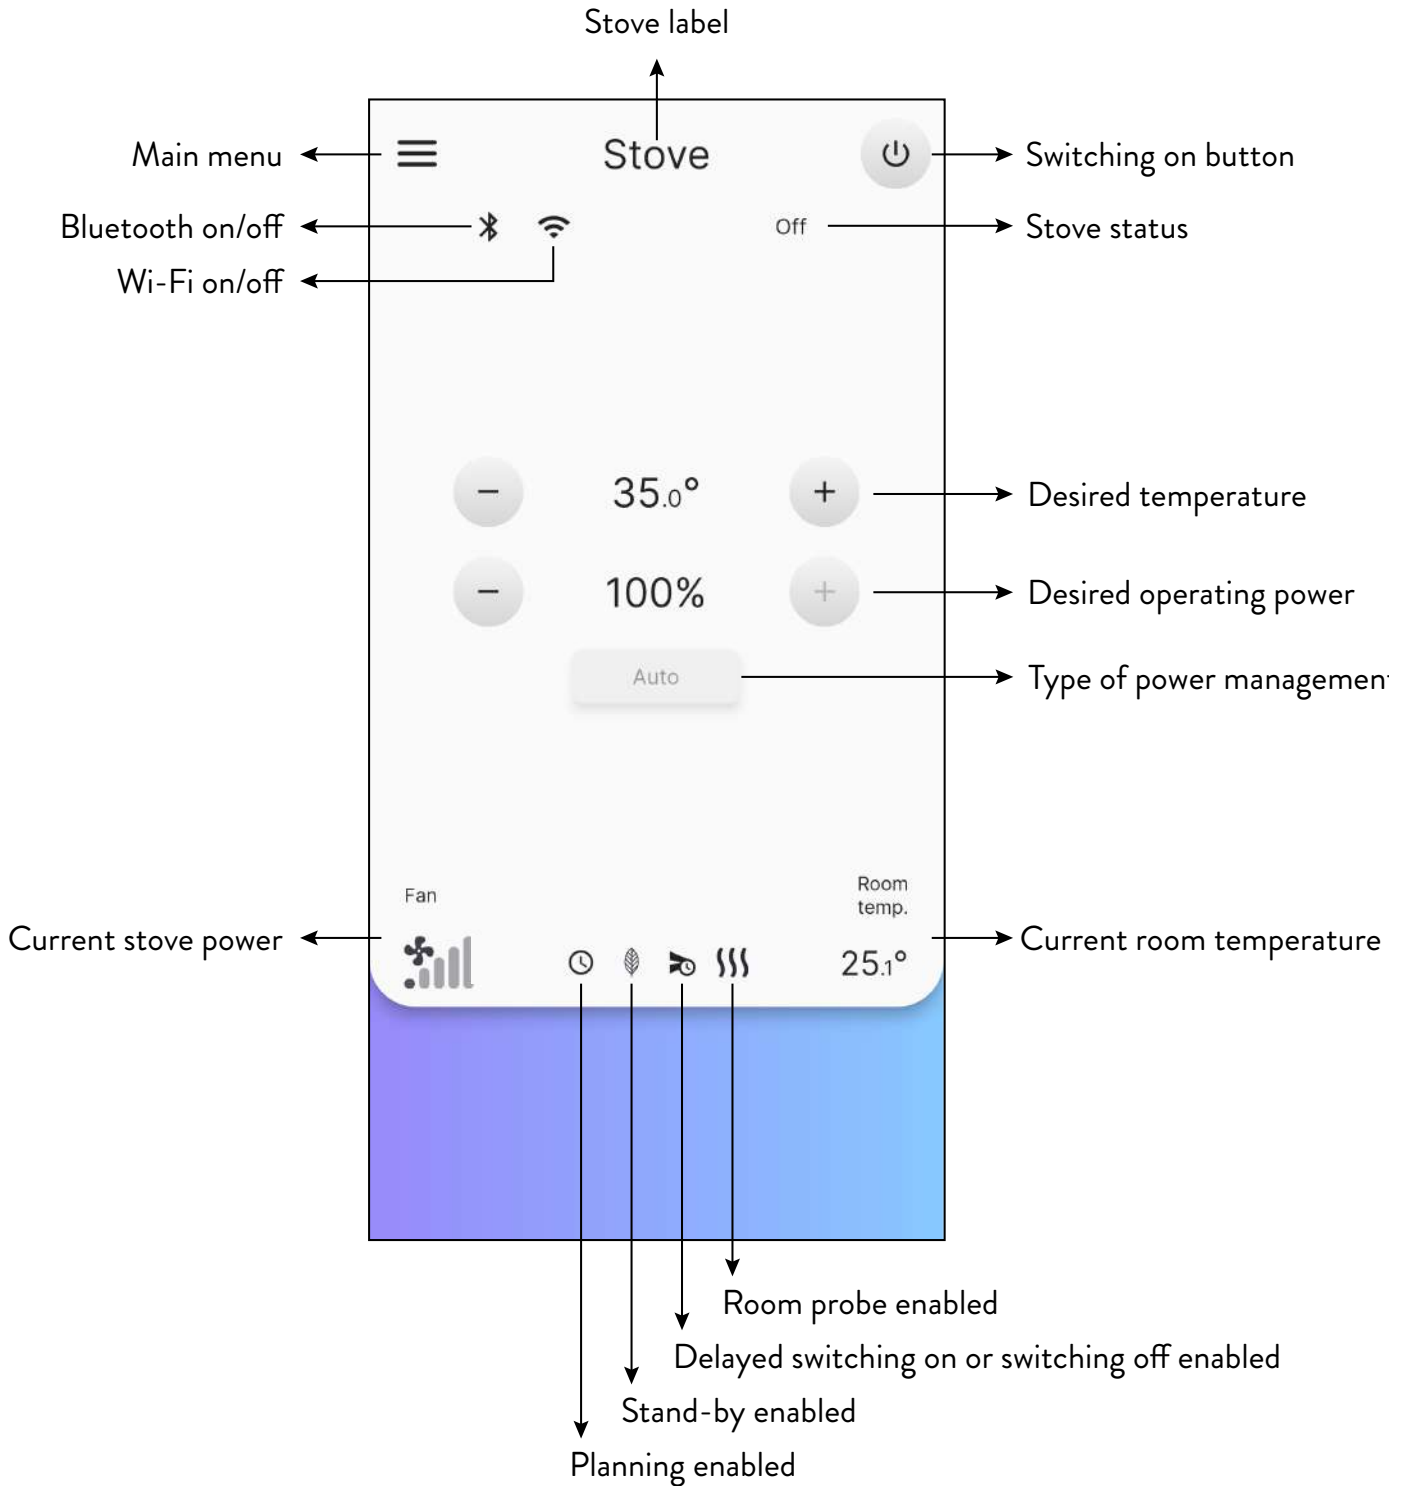 Stove label
Main menu
Stove
Switching on button
Bluetooth on/off
Off
Stove status
Wi-Fi on/off
35.0°
Desired temperature
100%
Desired operating power
Auto
Type of power managemen
Fan
Room
temp.
Current stove power
Current room temperature
25.1°
Room probe enabled
Delayed switching on or switching off enabled
Stand-by enabled
Planning enabled